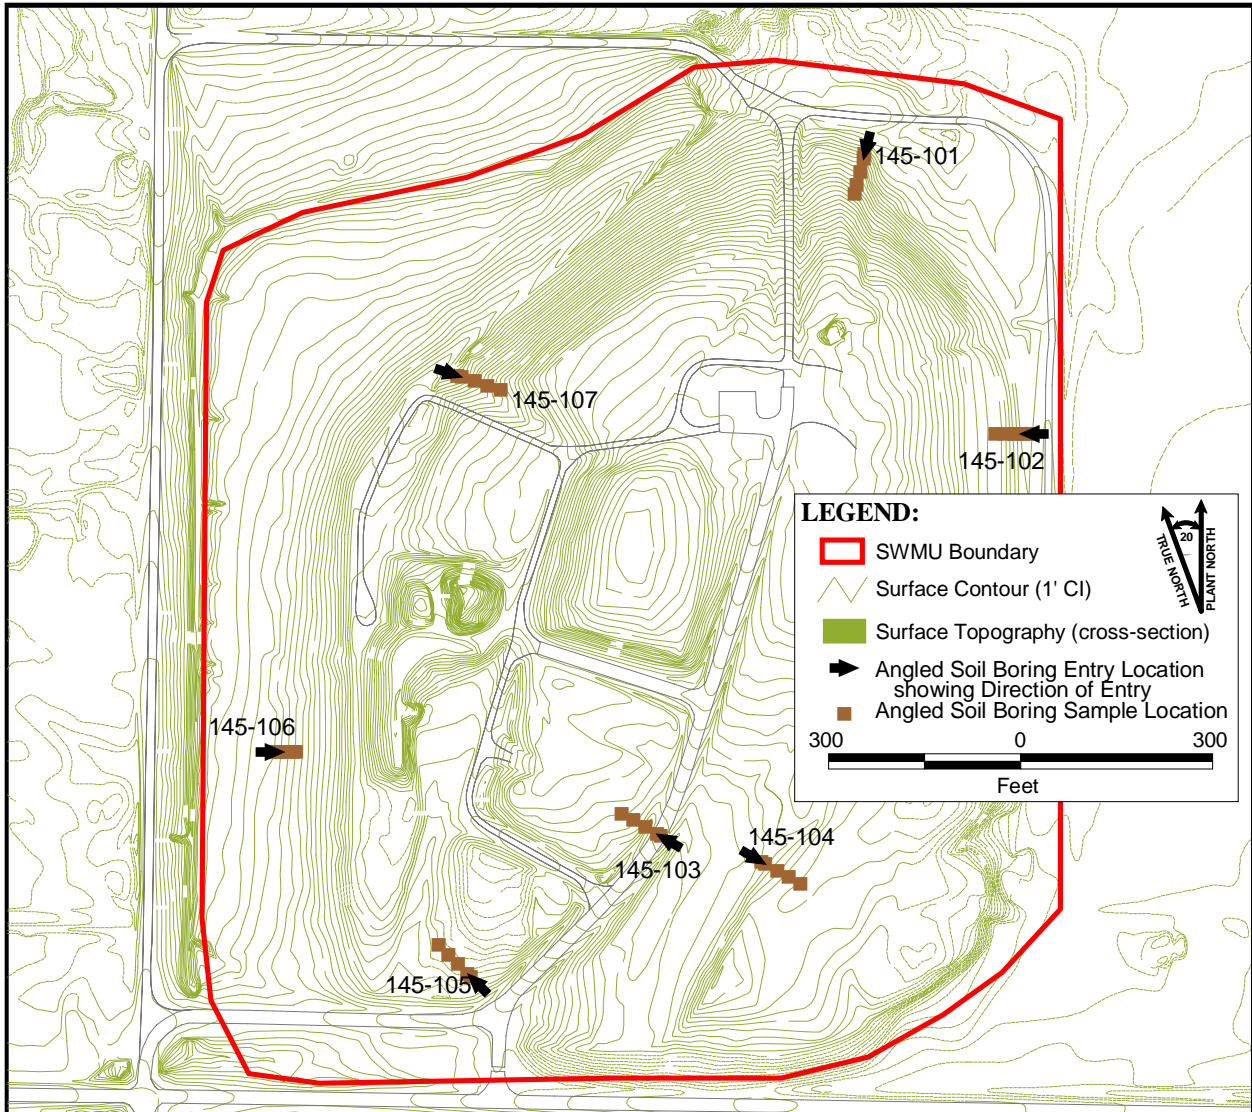 145-101
145-107
145-102
LEGEND:
SWMU Boundary
Surface Contour (1' CI)
Surface Topography (cross-section)
Angled Soil Boring Entry Location
showing Direction of Entry
Angled Soil Boring Sample Location
TRUE NORTH
20
PLANT NORTH
300 0 300
Feet
145-106
145-104
145-103
145-105